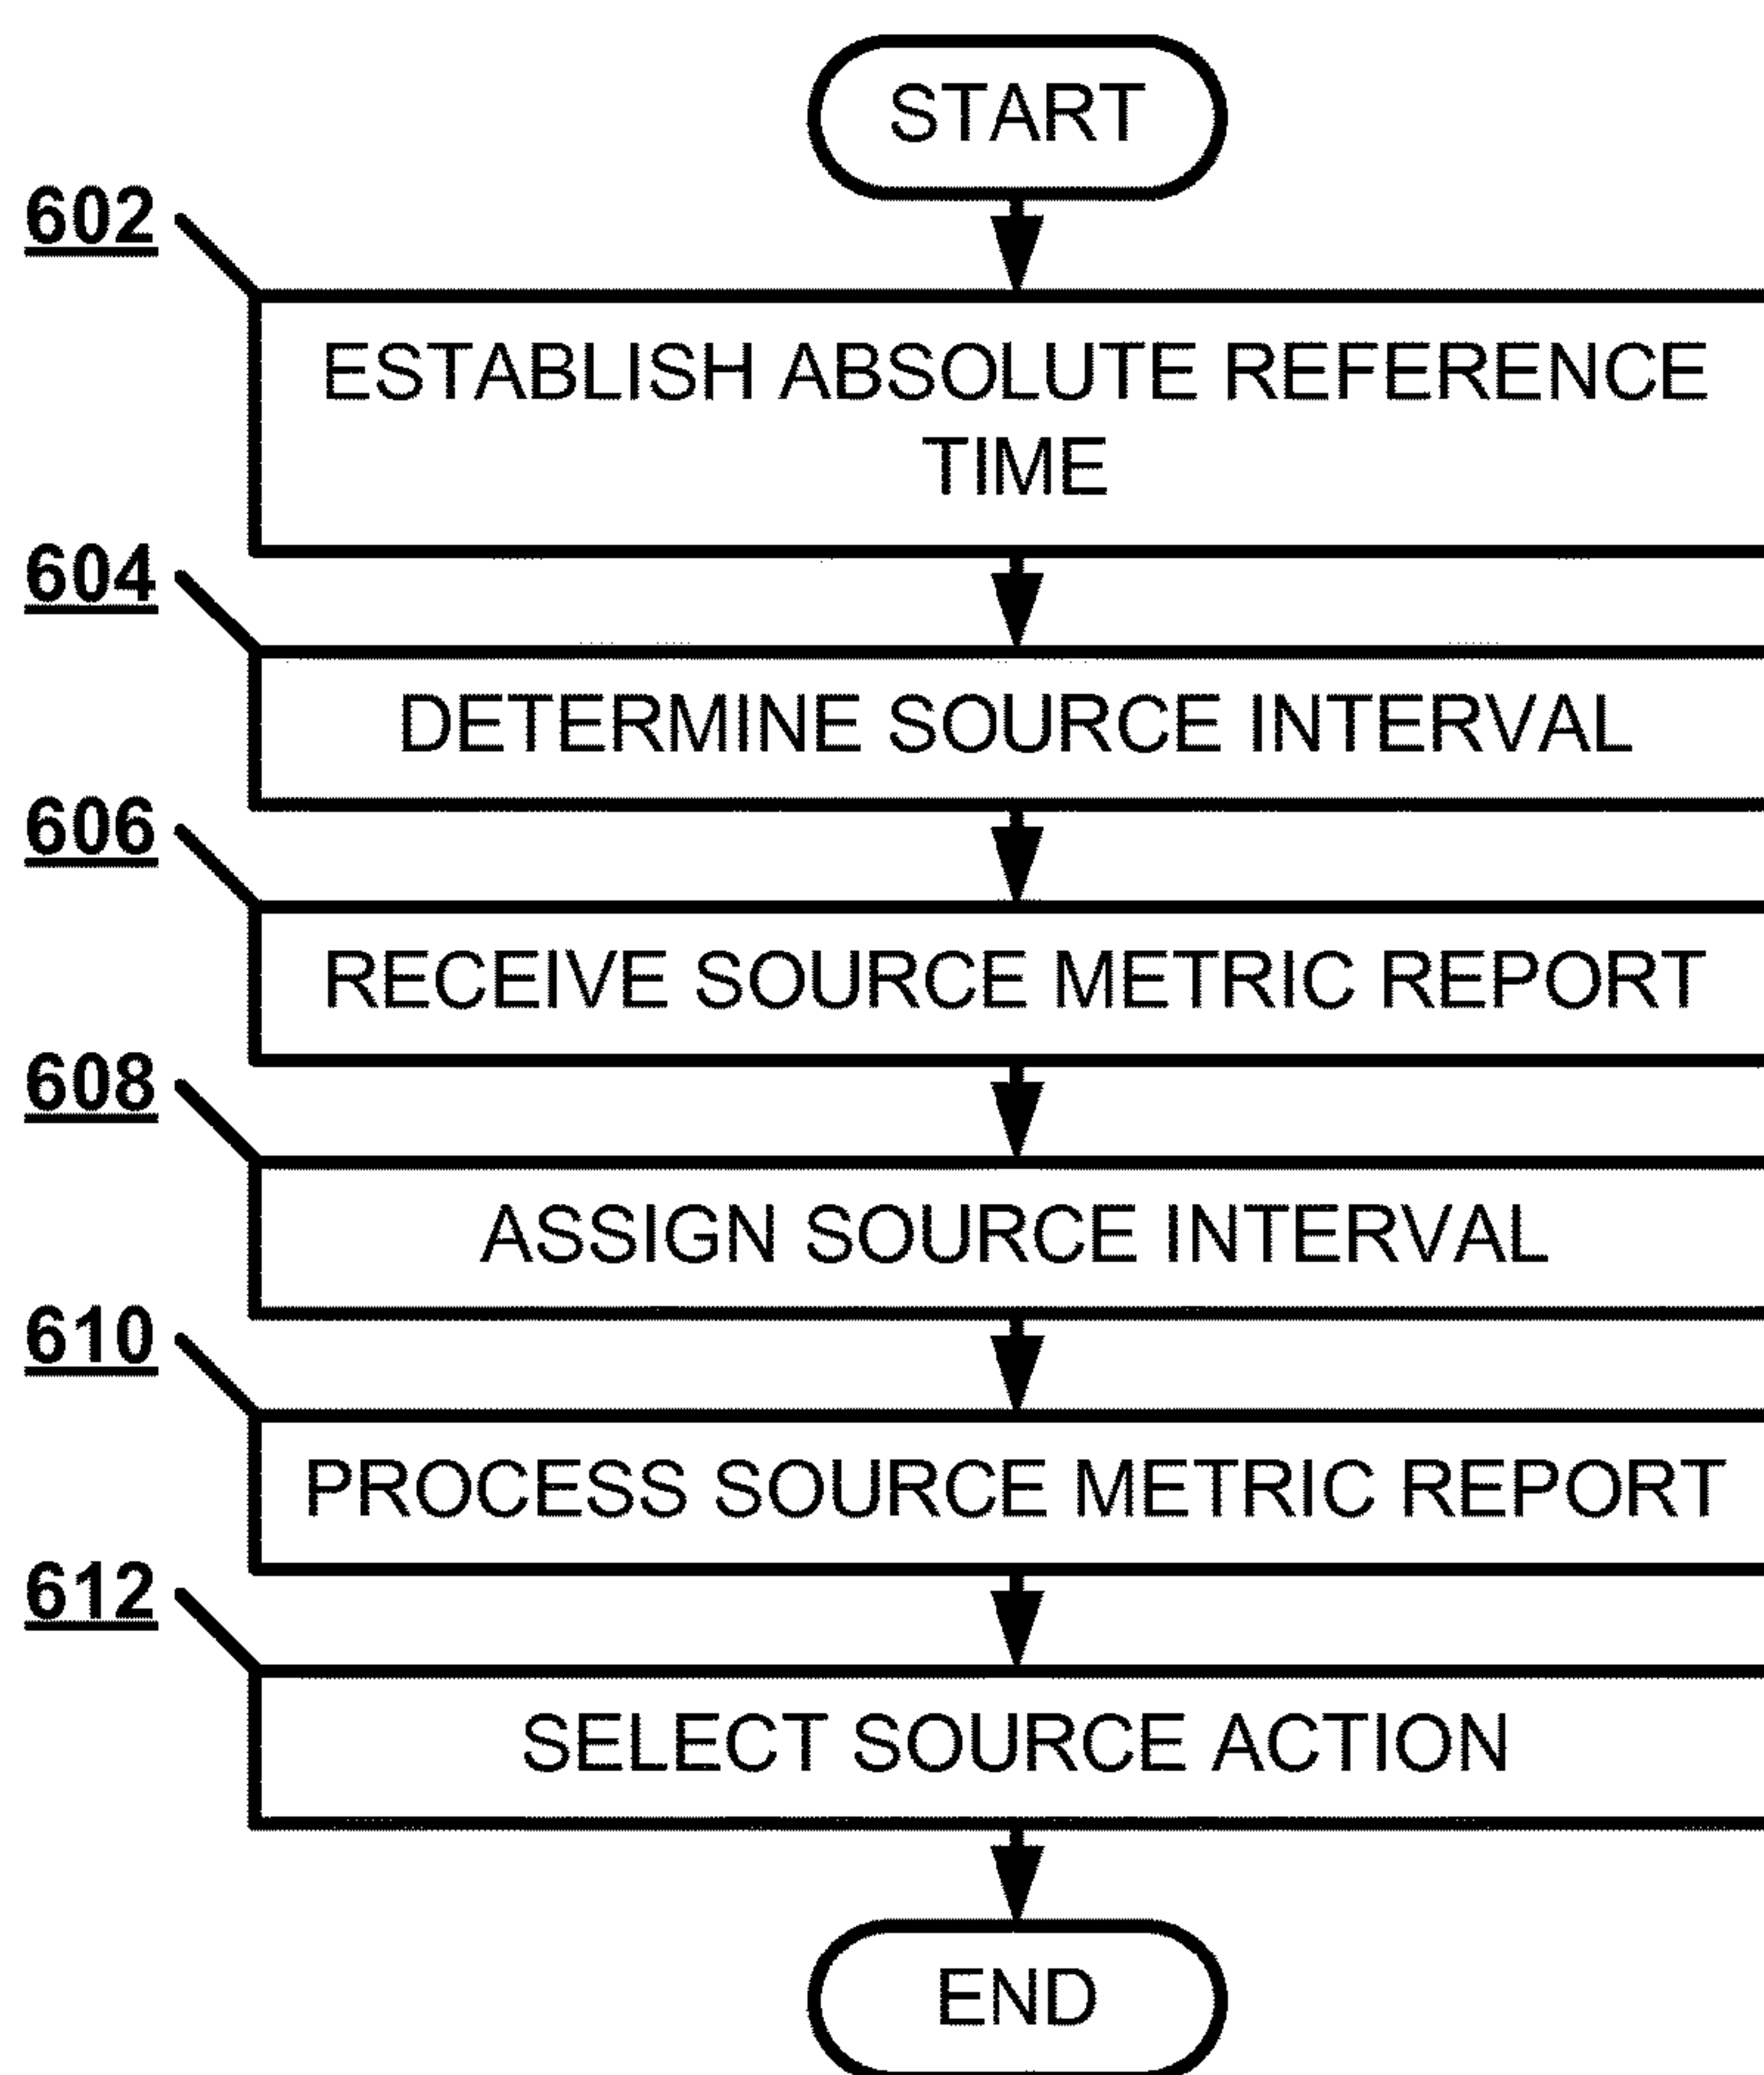 START
602
ESTABLISH ABSOLUTE REFERENCE
TIME
604
DETERMINE SOURCE INTERVAL
606
RECEIVE SOURCE METRIC REPORT
608
ASSIGN SOURCE INTERVAL
610
PROCESS SOURCE METRIC REPORT
612
SELECT SOURCE ACTION
END